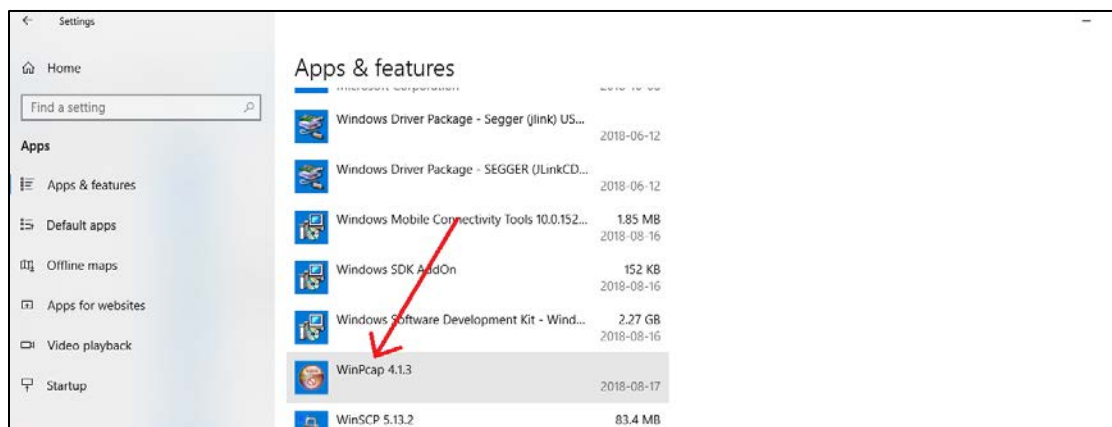 Settings
Home
Find a setting
Apps
Apps & features
Default apps
Offline maps
Apps for websites
Video playback
Startup
Apps & features
Microsoft Corporation
Windows Driver Package - Segger (jlink) US...
2018-06-12
Windows Driver Package - SEGGER (JLinkCD...
2018-06-12
Windows Mobile Connectivity Tools 10.0.152... 1.85 MB
2018-08-16
Windows SDK AddOn 152 KB
2018-08-16
Windows Software Development Kit - Wind... 2.27 GB
2018-08-16
WinPcap 4.1.3
2018-08-17
WinSCP 5.13.2 83.4 MB